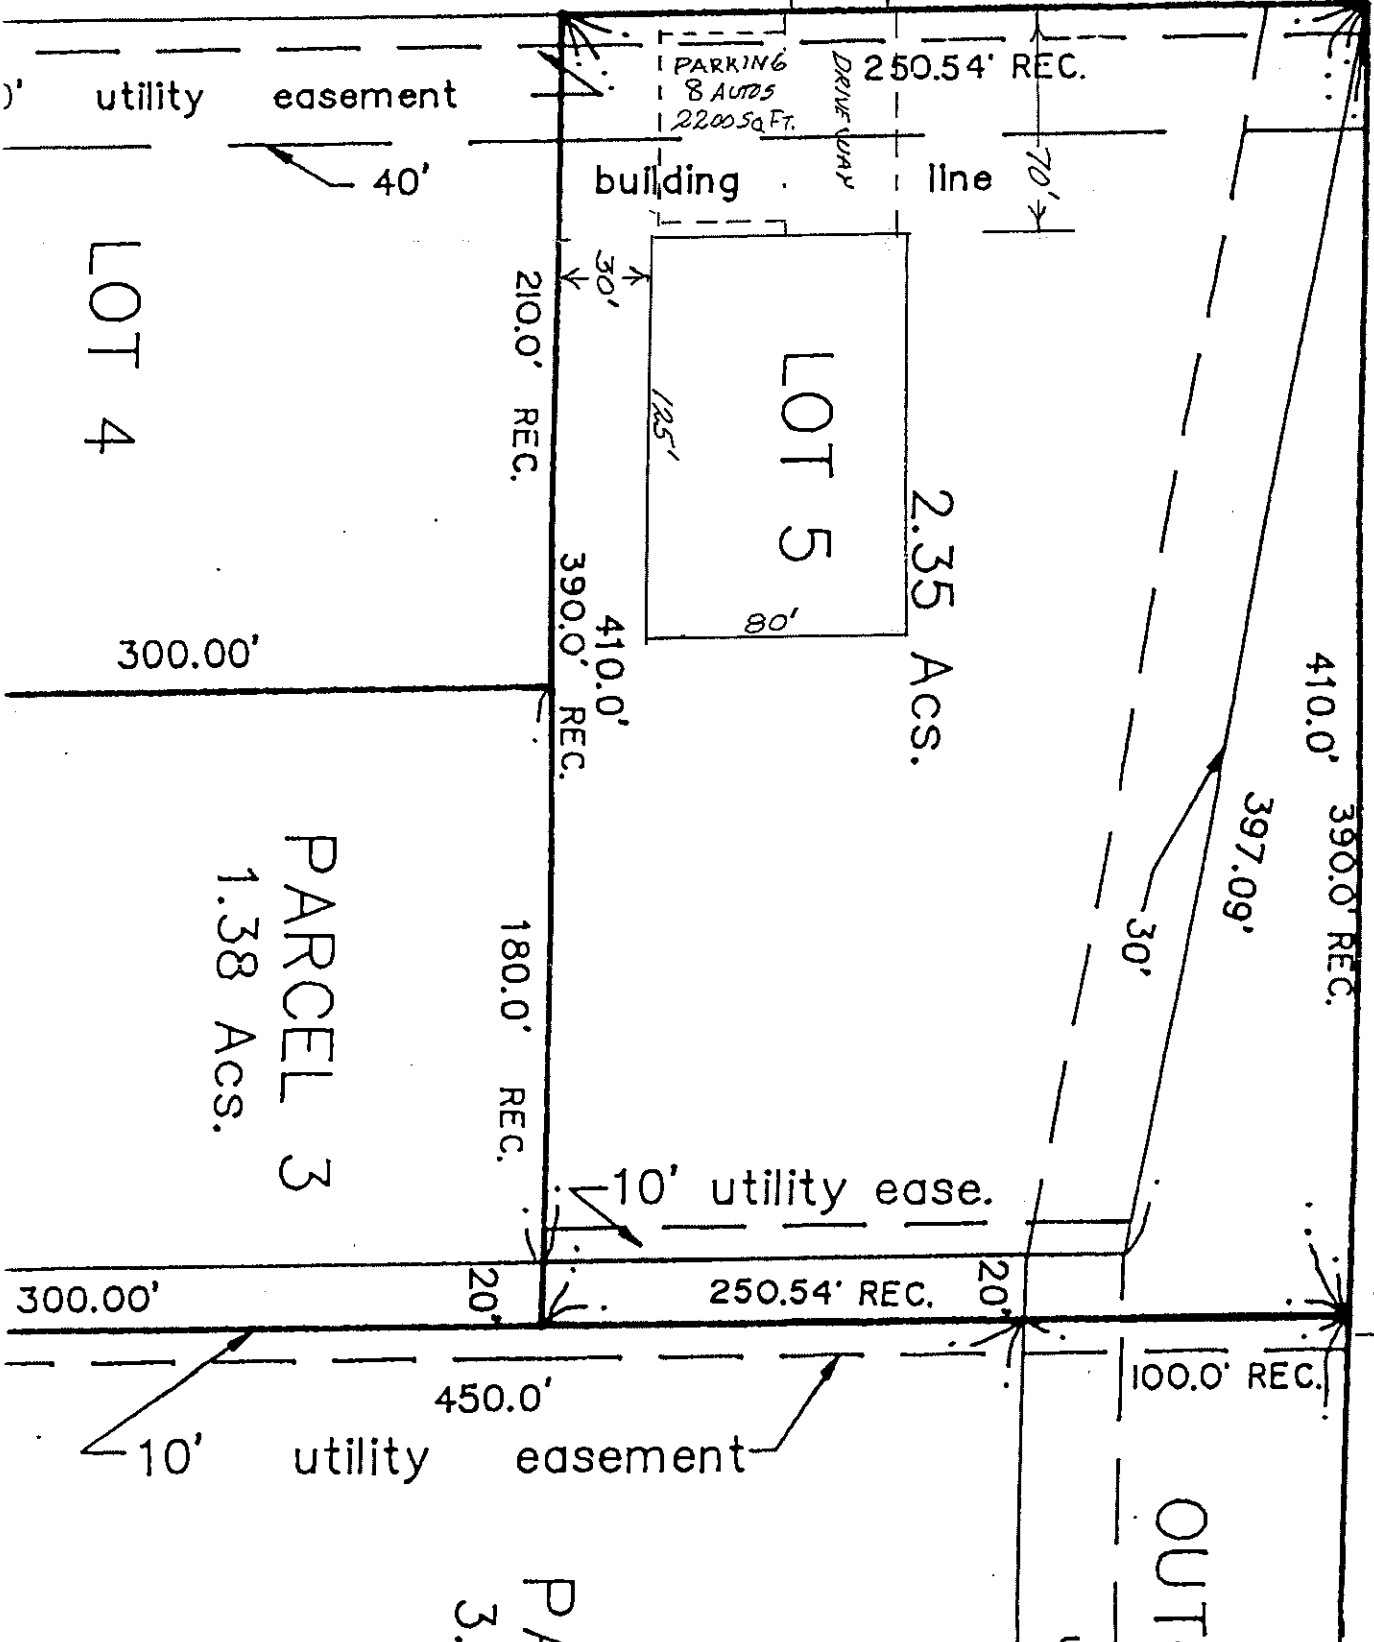 PARKING
8 AUTOS
2200 SQ FT.
DRIVEWAY
250.54' REC.
)' utility easement
40'
building line
70'
30'
210.0' REC.
LOT 4
LOT 5
125'
80'
2.35 Acs.
390.0' REC.
410.0'
410.0' 390.0' REC.
397.09'
30'
300.00'
PARCEL 3
1.38 Acs.
180.0' REC.
10' utility ease.
300.00'
20'
250.54' REC.
20'
100.0' REC.
450.0'
10' utility easement
OUT
PA
3.